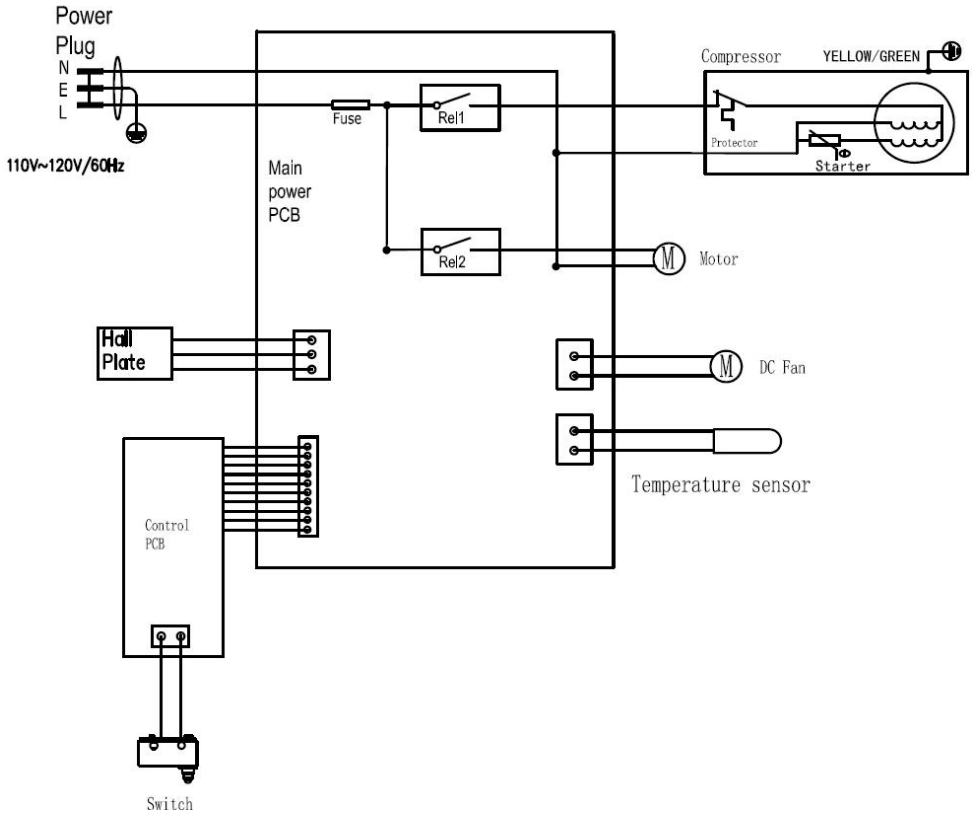 Power
Plug
N
E
L
110V~120V/60Hz
Fuse
Rel1
Main
power
PCB
Rel2
Compressor
YELLOW/GREEN
Protector
Starter
M Motor
Hall
Plate
M DC Fan
Temperature sensor
Control
PCB
Switch